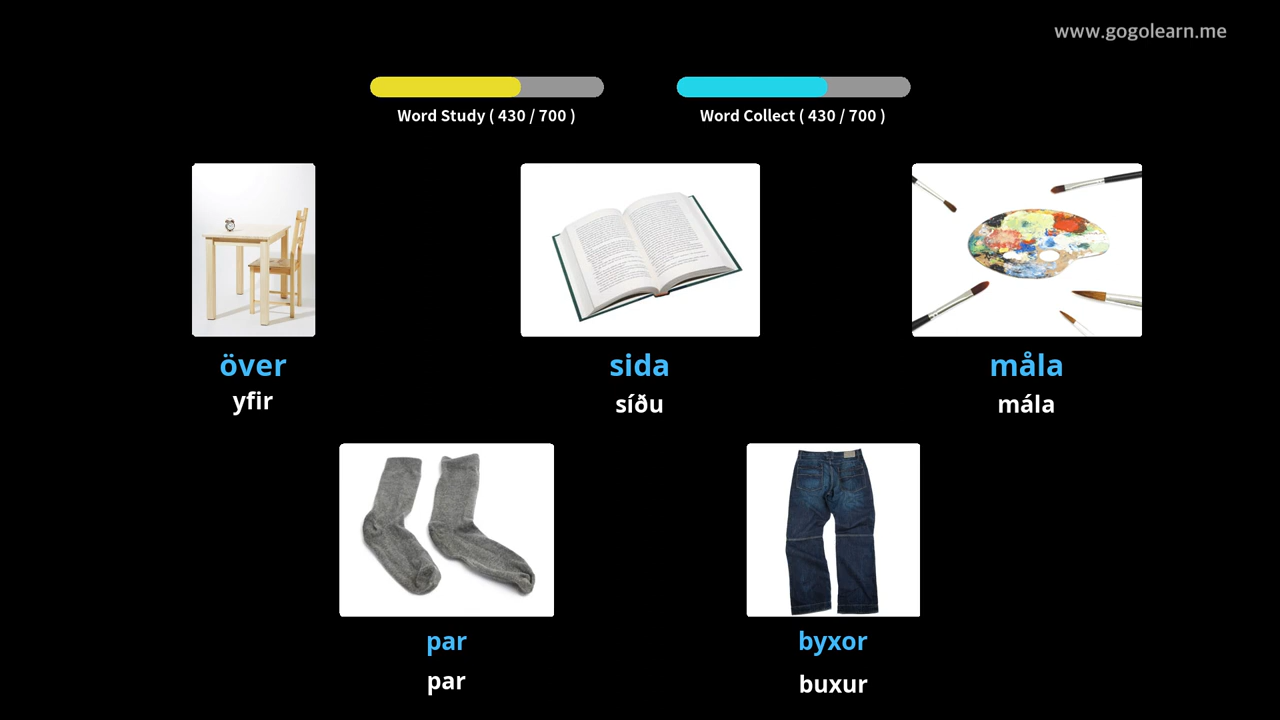 www.gogolearn.me
Word Study ( 430 / 700 )
Word Collect ( 430 / 700 )
över
yfir
sida
síðu
måla
mála
par
par
byxor
buxur